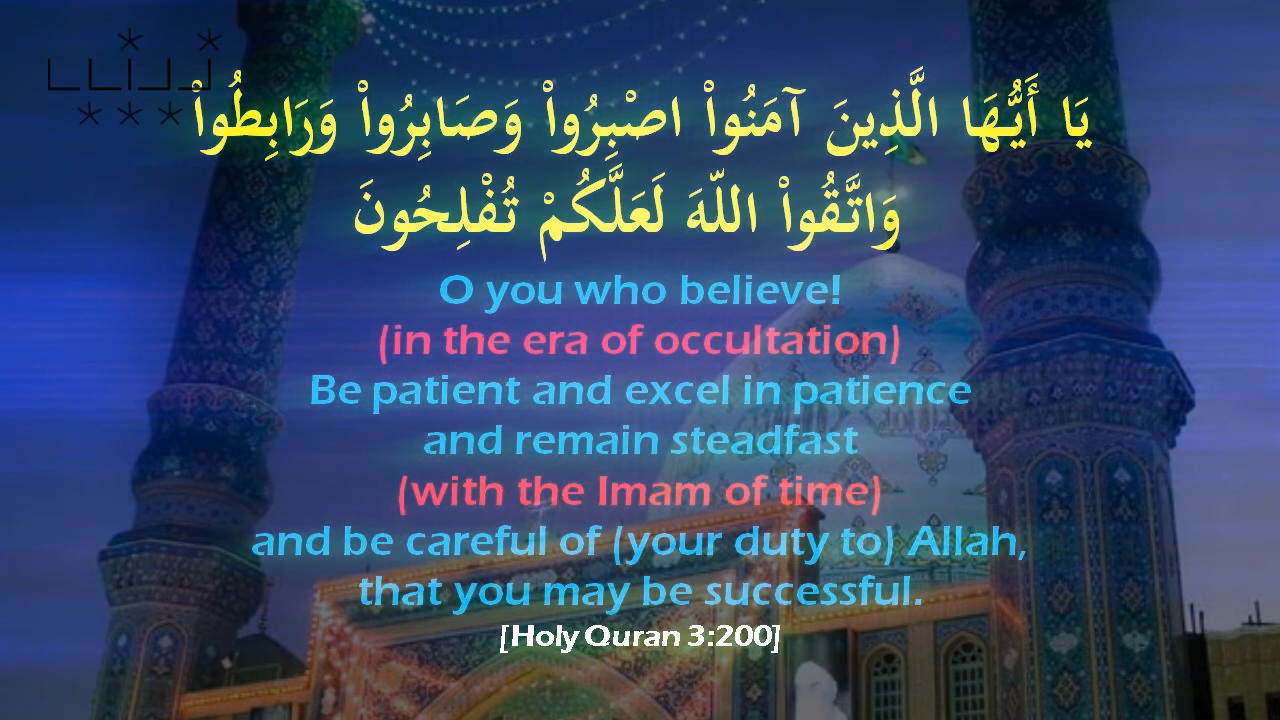 يَا أَيُّهَا الَّذِينَ آمَنُواْ اصْبِرُواْ وَصَابِرُواْ وَرَابِطُواْ
وَاتَّقُواْ اللّهَ لَعَلَّكُمْ تُفْلِحُونَ
O you who believe!
(in the era of occultation)
Be patient and excel in patience
and remain steadfast
(with the Imam of time)
and be careful of (your duty to) Allah,
that you may be successful.
[Holy Quran 3:200]